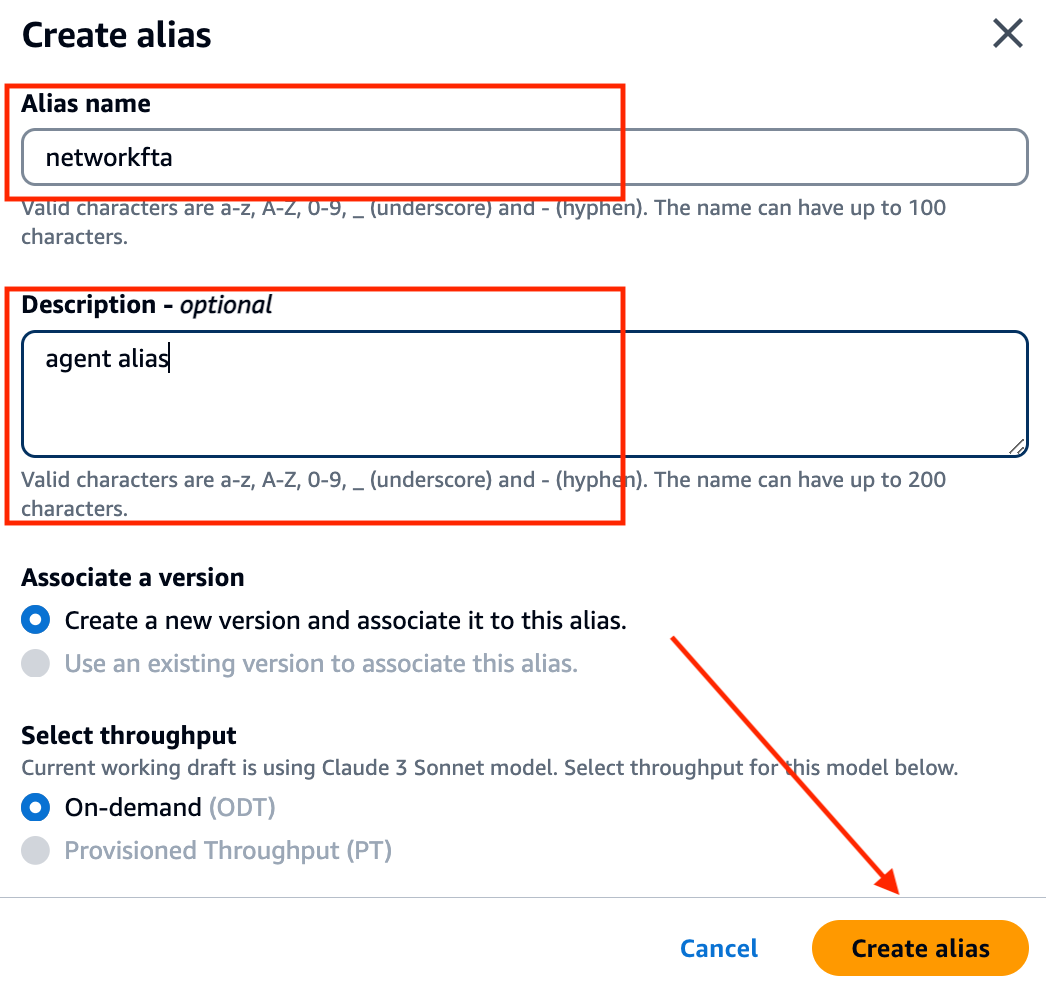 Create alias
Alias name
networkfta
Valid characters are a-z, A-Z, 0-9, _ (underscore) and - (hyphen). The name can have up to 100
characters.
Description - optional
agent alias
Valid characters are a-z, A-Z, 0-9, _ (underscore) and - (hyphen). The name can have up to 200
characters.
Associate a version
Create a new version and associate it to this alias.
Use an existing version to associate this alias.
Select throughput
Current working draft is using Claude 3 Sonnet model. Select throughput for this model below.
On-demand (ODT)
Provisioned Throughput (PT)
Cancel
Create alias